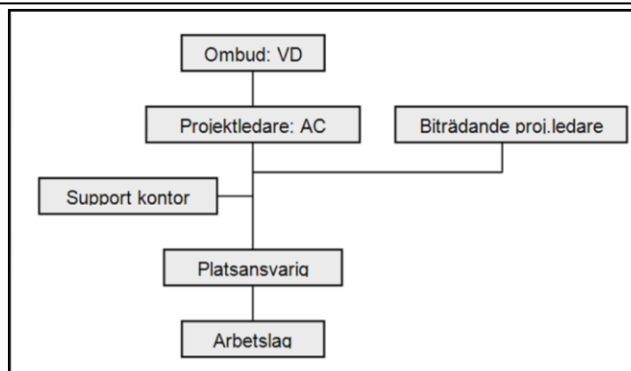 Ombud: VD
Projektledare: AC
Biträdande proj.ledare
Support kontor
Platsansvarig
Arbetslag